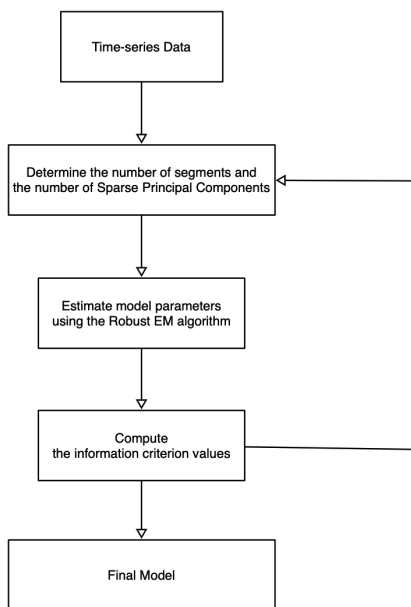 Time-series Data
Determine the number of segments and
the number of Sparse Principal Components
Estimate model parameters
using the Robust EM algorithm
Compute
the information criterion values
Final Model